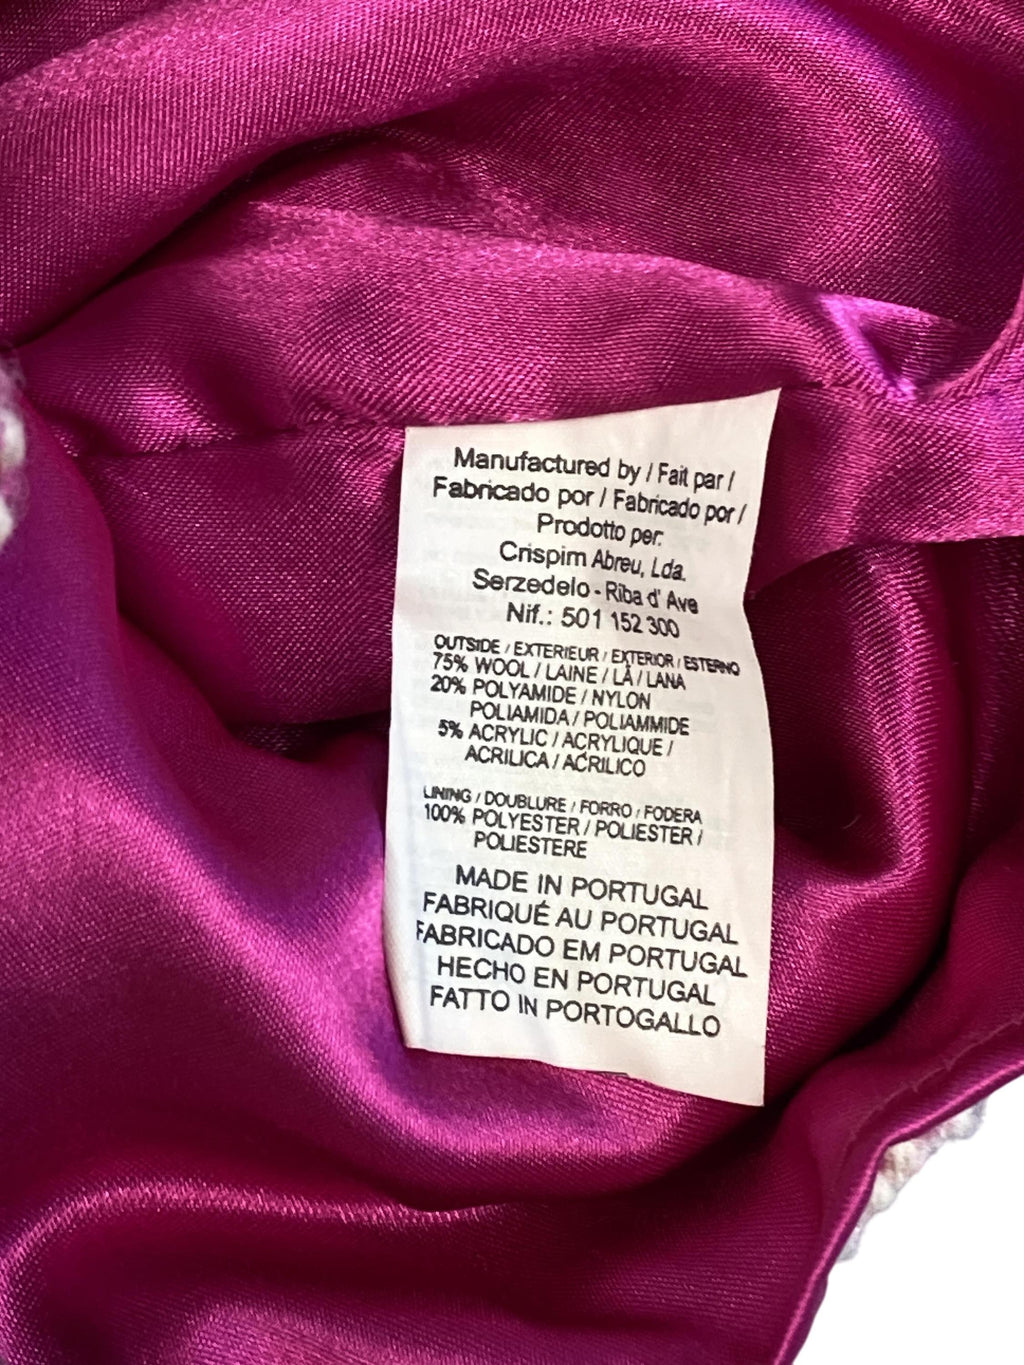 Manufactured by / Fait par /
Fabricado por / Fabricado por /
Prodotto per:
Crispim Abreu, Lda.
Serzedelo - Riba d' Ave
Nif.: 501 152 300
OUTSIDE / EXTERIEUR / EXTERIOR / ESTERNO
75% WOOL / LAINE / LÃ / LANA
20% POLYAMIDE / NYLON
POLIAMIDA / POLIAMMIDE
5% ACRYLIC / ACRYLIQUE /
ACRILICA / ACRILICO
LINING / DOUBLURE / FORRO / FODERA
100% POLYESTER / POLIESTER /
POLIESTERE
MADE IN PORTUGAL
FABRIQUÉ AU PORTUGAL
FABRICADO EM PORTUGAL
HECHO EN PORTUGAL
FATTO IN PORTOGALLO